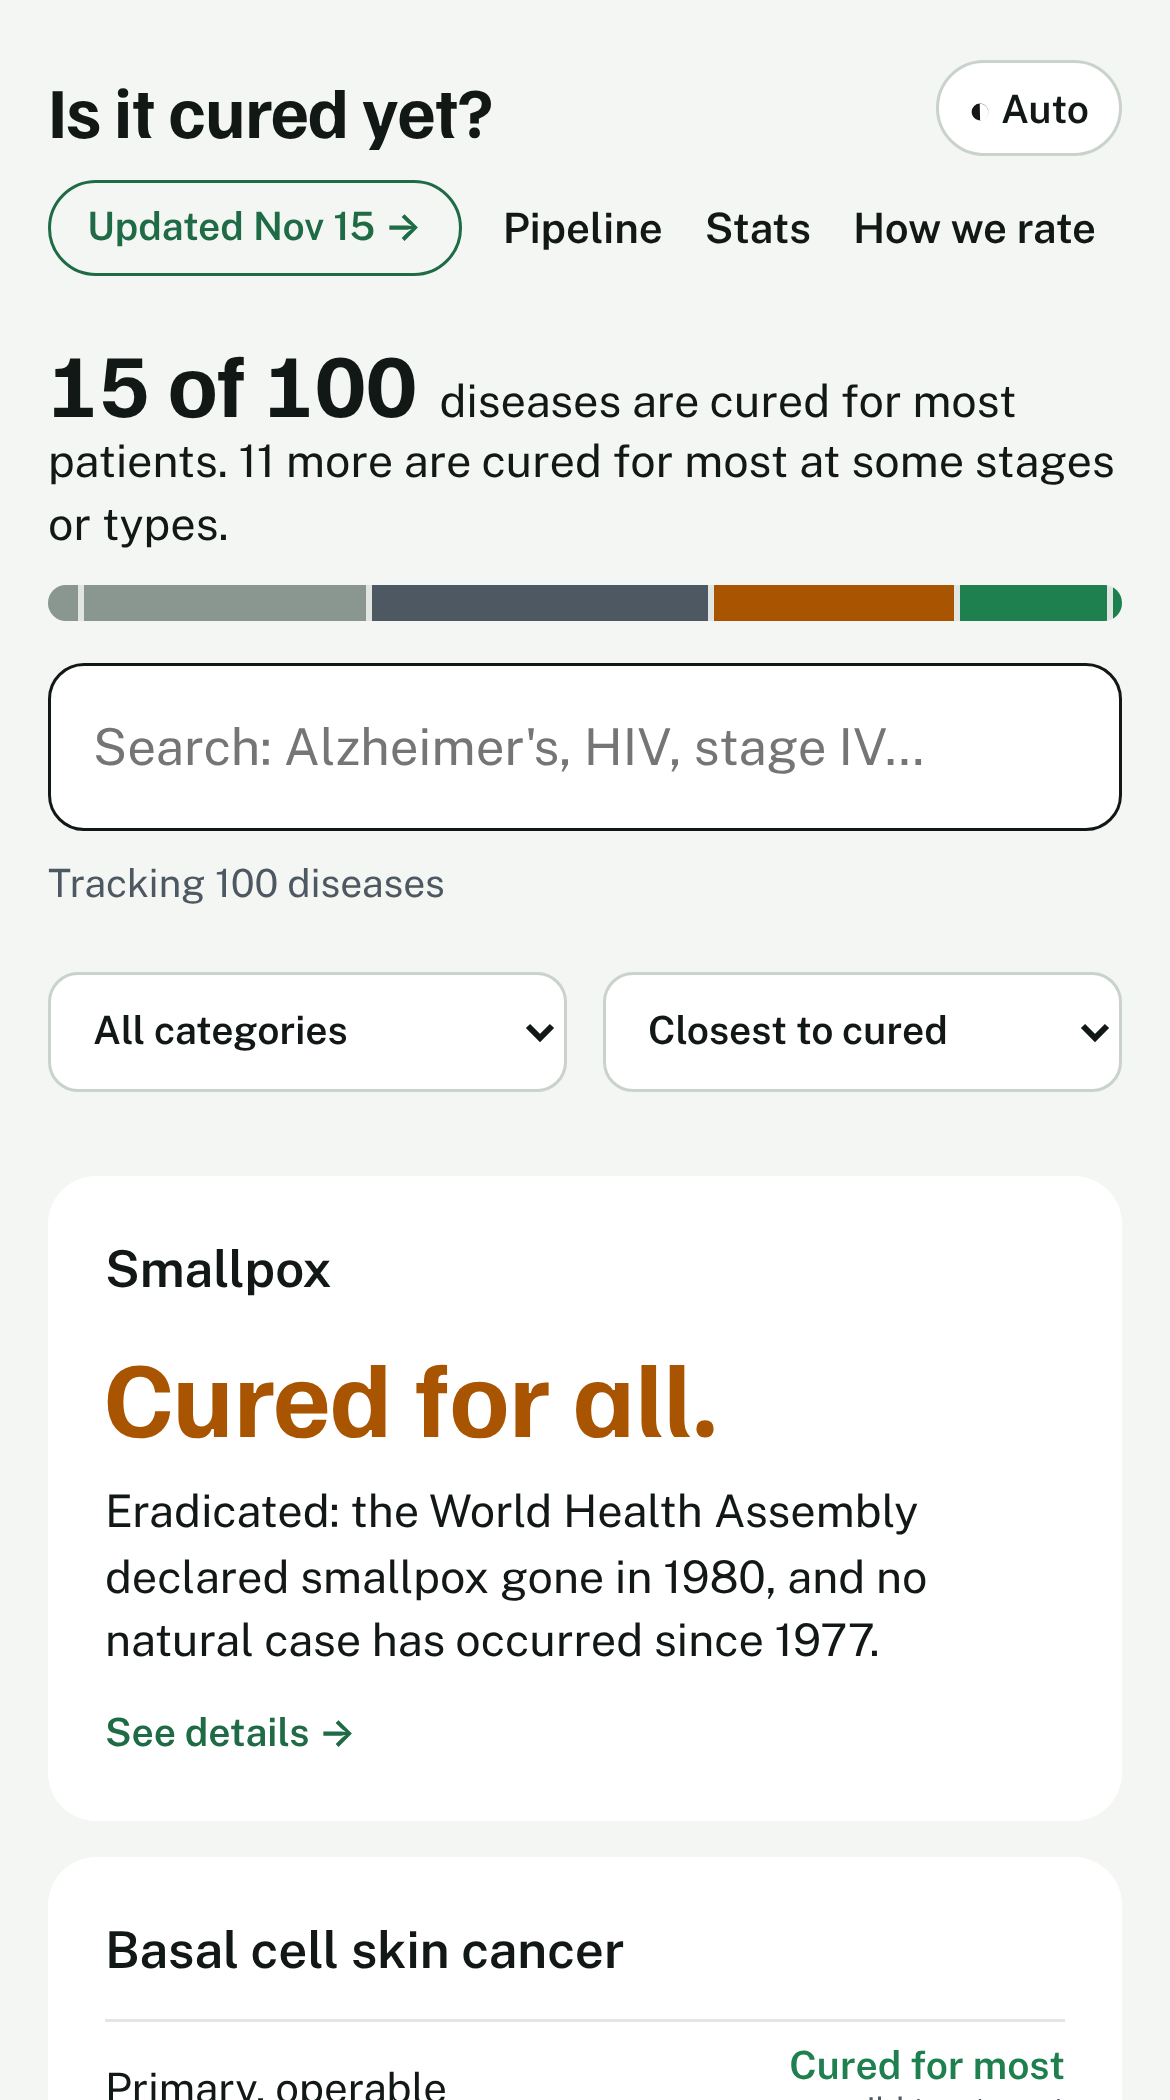 Is it cured yet?
Auto
Updated Nov 15 →
Pipeline
Stats
How we rate
15 of 100 diseases are cured for most
patients. 11 more are cured for most at some stages
or types.
Search: Alzheimer's, HIV, stage IV...
Tracking 100 diseases
All categories
Closest to cured
Smallpox
Cured for all.
Eradicated: the World Health Assembly
declared smallpox gone in 1980, and no
natural case has occurred since 1977.
See details →
Basal cell skin cancer
Cured for most
Primary, operable